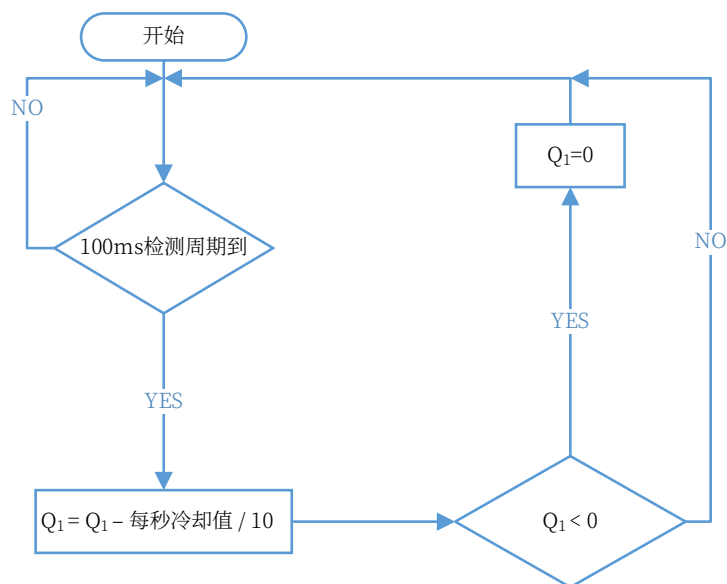 开始
NO
Q₁=0
100ms检测周期到
NO
YES
YES
Q₁ = Q₁ – 每秒冷却值 / 10
Q₁ < 0